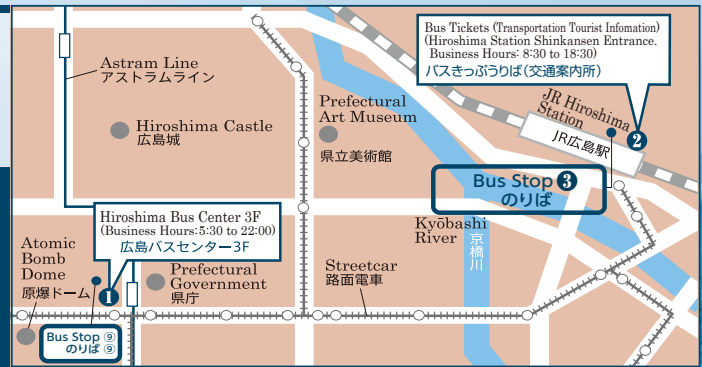 Bus Tickets (Transportation Tourist Infomation)
(Hiroshima Station Shinkansen Entrance.
Business Hours: 8:30 to 18:30)
バスきっぷうりば(交通案内所)
Astram Line
アストラムライン
Hiroshima Castle
広島城
Prefectural
Art Museum
県立美術館
JR Hiroshima
Station
JR広島駅
❷
Bus Stop ❸
のりば
Hiroshima Bus Center 3F
(Business Hours:5:30 to 22:00)
広島バスセンター3F
Kyōbashi
River
京橋川
Atomic
Bomb
Dome
原爆ドーム
❶
Prefectural
Government
県庁
Streetcar
路面電車
Bus Stop ⑨
のりば ⑨